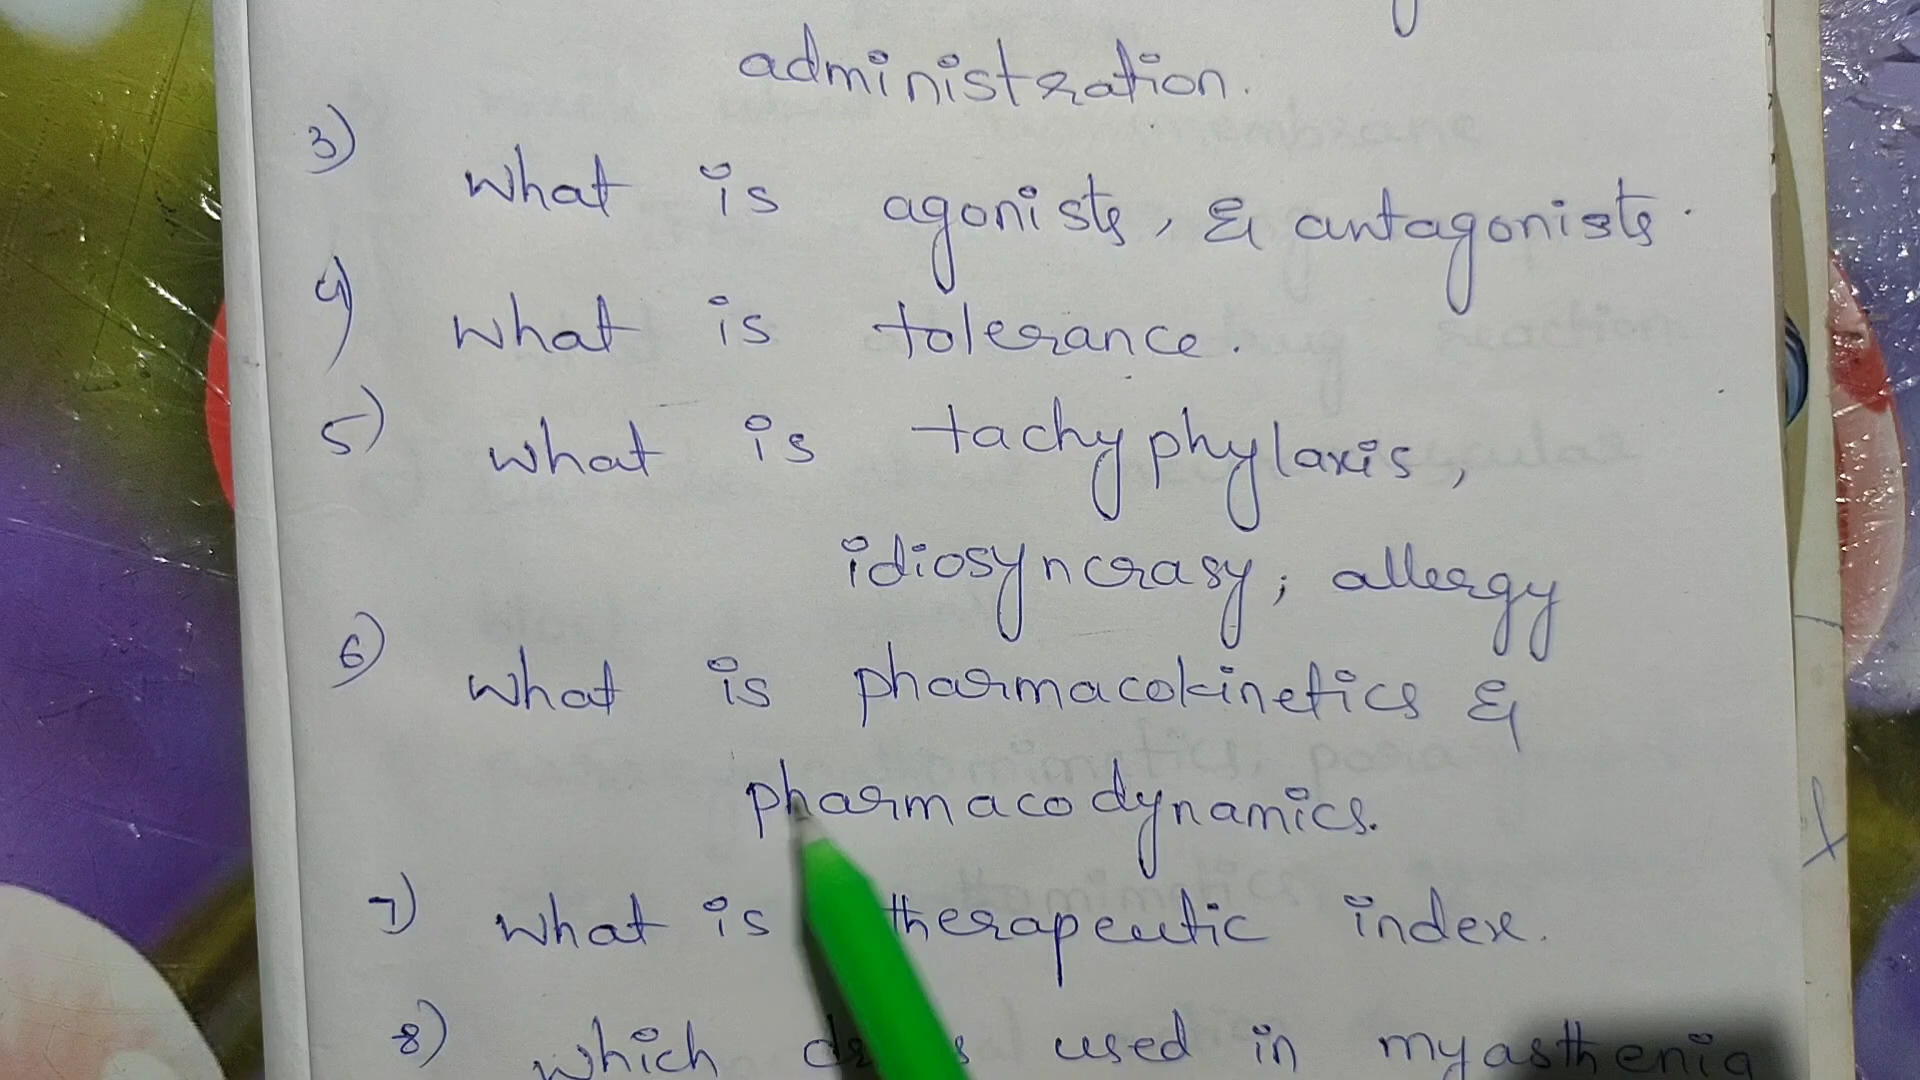 administration.
3) What is agonists, & antagonists.
4) What is tolerance.
5) What is tachyphylaxis,
idiosyncrasy, allergy
6) What is pharmacokinetics &
pharmacodynamics.
7) What is therapeutic index.
8) which used in myasthenia